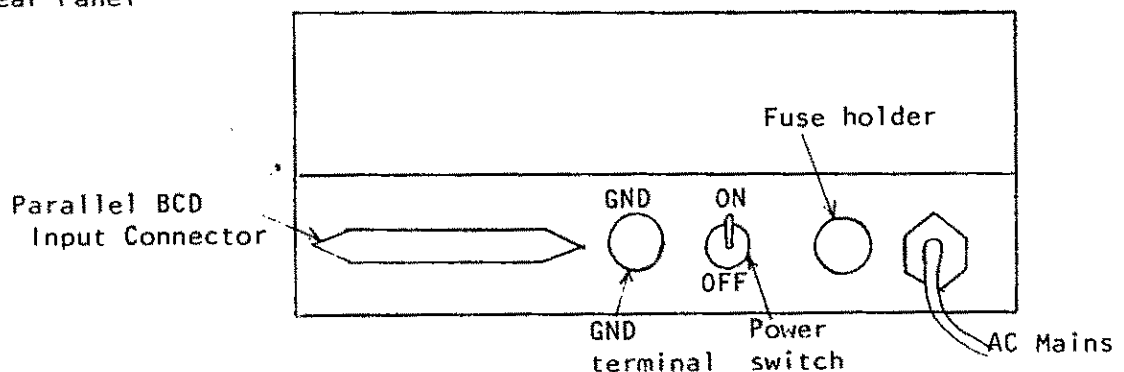 Fuse holder
Parallel BCD
Input Connector
GND
ON
OFF
GND
terminal
Power
switch
AC Mains